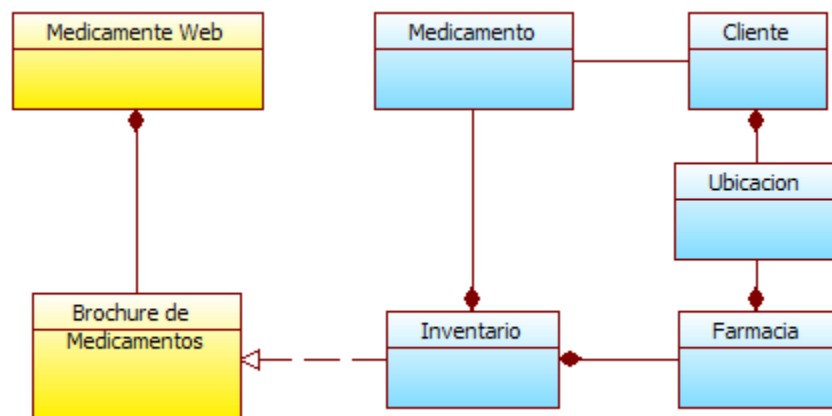 Medicamente Web
Medicamento
Cliente
Ubicacion
Brochure de
Medicamentos
Inventario
Farmacia